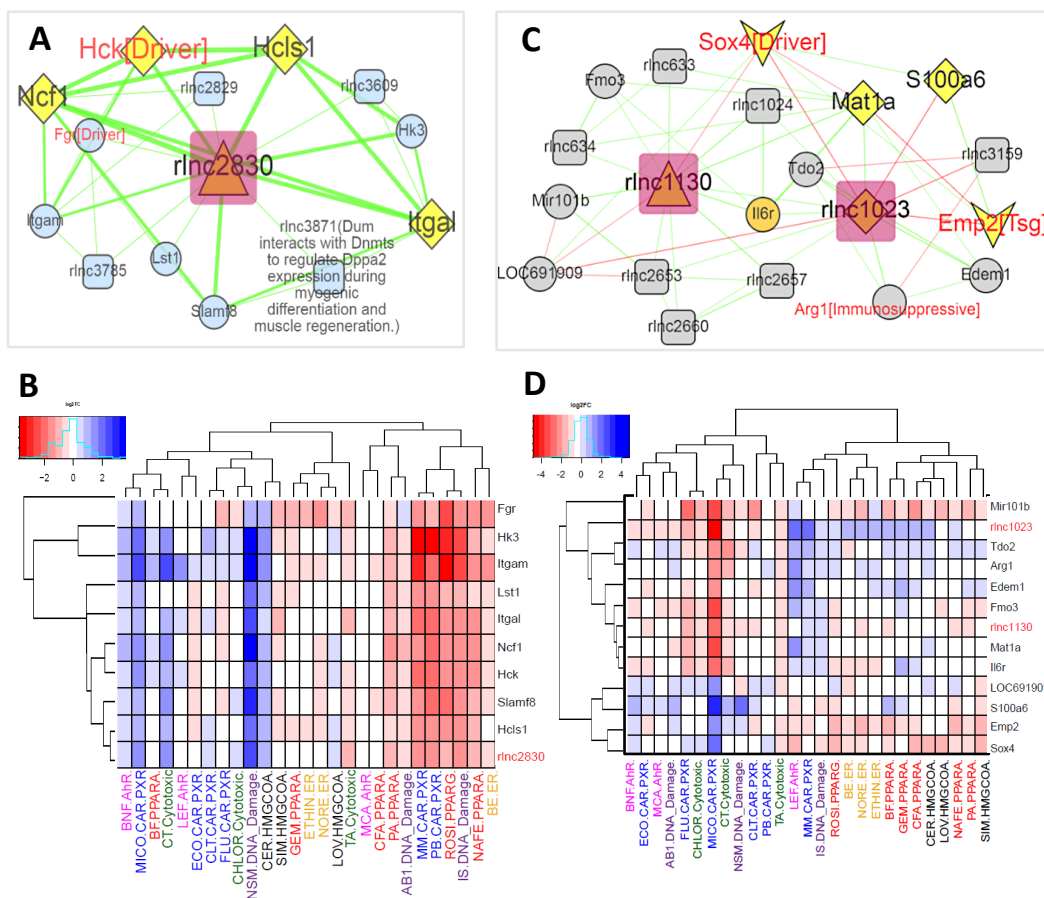 A
Hck[Driver]
Hcls1
Ncf1
rlnc2829
rlnc3609
Fgr[Driver]
Hk3
rlnc2830
Itgam
Itgal
rlnc3785
Lst1
Slamf8
rlnc3871(Dum
interacts with Dnmts
to regulate Dppa2
expression during
myogenic
differentiation and
muscle regeneration.)
C
Sox4[Driver]
rlnc633
Fmo3
S100a6
rlnc1024
Mat1a
rlnc634
rlnc3159
Tdo2
rlnc1130
Mir101b
Il6r
rlnc1023
Emp2[Tsg]
LOC691909
rlnc2653
rlnc2657
Edem1
Arg1[Immunosuppressive]
rlnc2660
B
log2FC
−2 0 2
Fgr
Hk3
Itgam
Lst1
Itgal
Ncf1
Hck
Slamf8
Hcls1
rlnc2830
BNF.AhR.
MICO.CAR.PXR
BF.PPARA.
CT.Cytotoxic
LEF.AhR.
ECO.CAR.PXR.
CLT.CAR.PXR.
FLU.CAR.PXR
CHLOR.Cytotoxic.
NSM.DNA_Damage.
CER.HMGCOA.
SIM.HMGCOA.
GEM.PPARA.
ETHIN.ER.
NORE.ER.
LOV.HMGCOA.
TA.Cytotoxic
MCA.AhR.
CFA.PPARA.
PA.PPARA.
AB1.DNA_Damage.
MM.CAR.PXR
PB.CAR.PXR.
ROSI.PPARG.
IS.DNA_Damage.
NAFE.PPARA.
BE.ER.
D
log2FC
−4 −2 0 2 4
Mir101b
rlnc1023
Tdo2
Arg1
Edem1
Fmo3
rlnc1130
Mat1a
Il6r
LOC69190
S100a6
Emp2
Sox4
BNF.AhR.
ECO.CAR.PXR.
MCA.AhR.
AB1.DNA_Damage.
FLU.CAR.PXR
CHLOR.Cytotoxic.
MICO.CAR.PXR
CT.Cytotoxic
NSM.DNA_Damage.
CLT.CAR.PXR.
PB.CAR.PXR.
TA.Cytotoxic
LEF.AhR.
MM.CAR.PXR
IS.DNA_Damage.
ROSI.PPARG.
BE.ER.
NORE.ER.
ETHIN.ER.
BF.PPARA.
GEM.PPARA.
CFA.PPARA.
CER.HMGCOA.
LOV.HMGCOA.
NAFE.PPARA.
PA.PPARA.
SIM.HMGCOA.